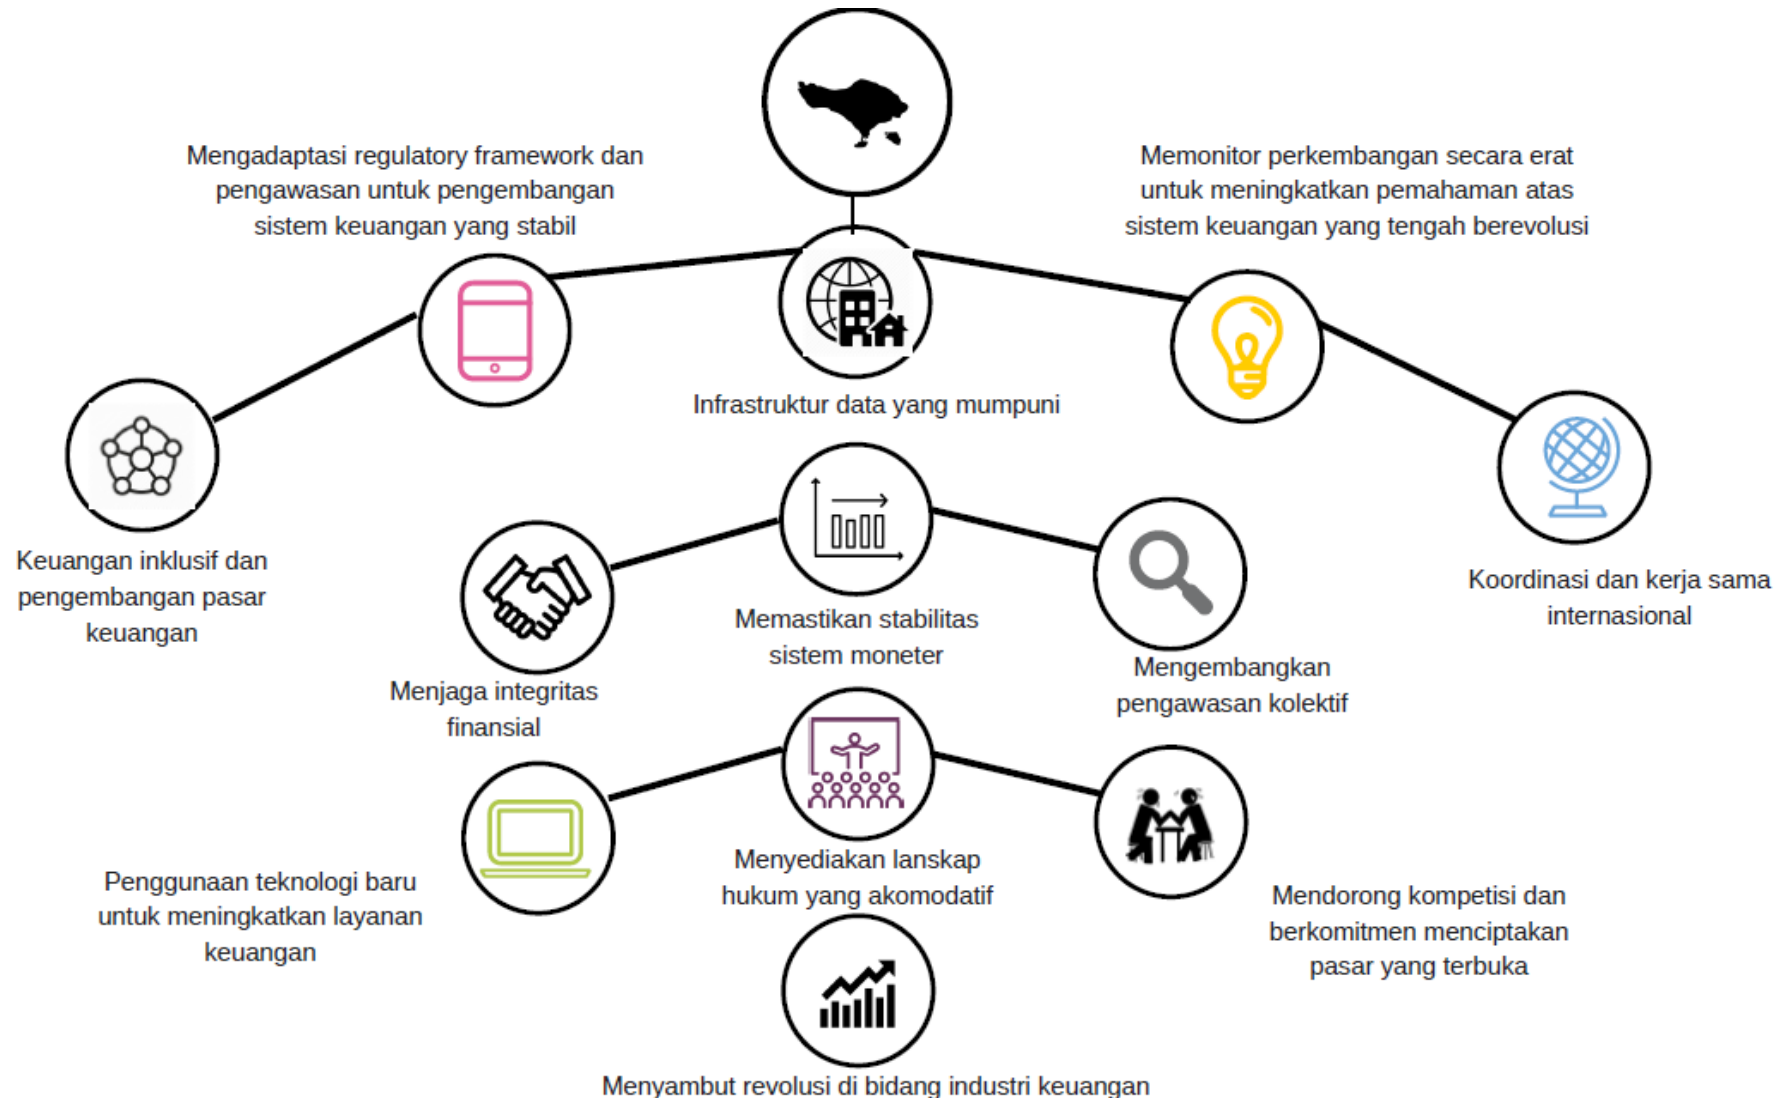 Mengadaptasi regulatory framework dan
pengawasan untuk pengembangan
sistem keuangan yang stabil
Memonitor perkembangan secara erat
untuk meningkatkan pemahaman atas
sistem keuangan yang tengah berevolusi
Infrastruktur data yang mumpuni
Keuangan inklusif dan
pengembangan pasar
keuangan
Koordinasi dan kerja sama
internasional
Memastikan stabilitas
sistem moneter
Menjaga integritas
finansial
Mengembangkan
pengawasan kolektif
Menyediakan lanskap
hukum yang akomodatif
Penggunaan teknologi baru
untuk meningkatkan layanan
keuangan
Mendorong kompetisi dan
berkomitmen menciptakan
pasar yang terbuka
Menyambut revolusi di bidang industri keuangan